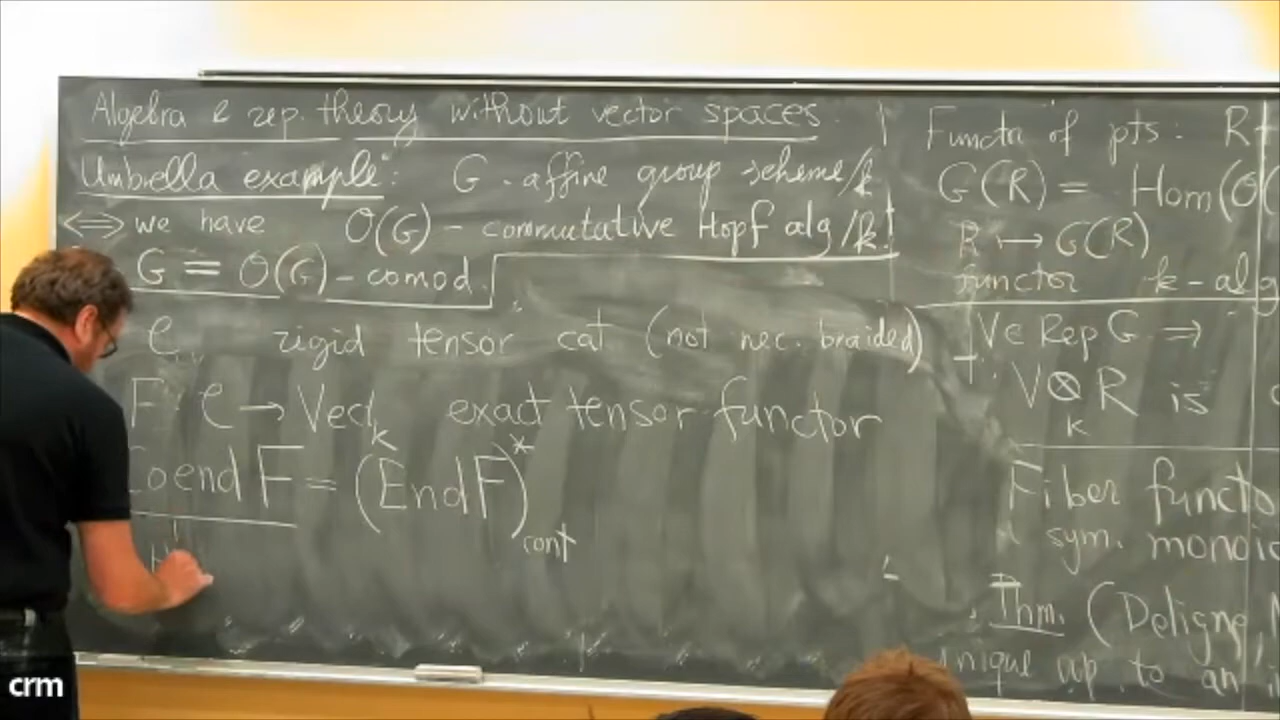 Algebra & rep. theory without vector spaces
Umbrella example: G - affine group scheme/k
⟺ we have O(G) - commutative Hopf alg/k!
G = O(G)-comod
C rigid tensor cat (not nec. braided)
F: C → Vect_k exact tensor functor
Coend F = (End F)^*_cont
Functor of pts: R
G(R) = Hom(O(
R ↦ G(R)
functor k-alg
V ∈ Rep G ⇒
V ⊗_k R is
Fiber functo
sym. monoid
Thm. (Deligne,
unique up to an i
crm